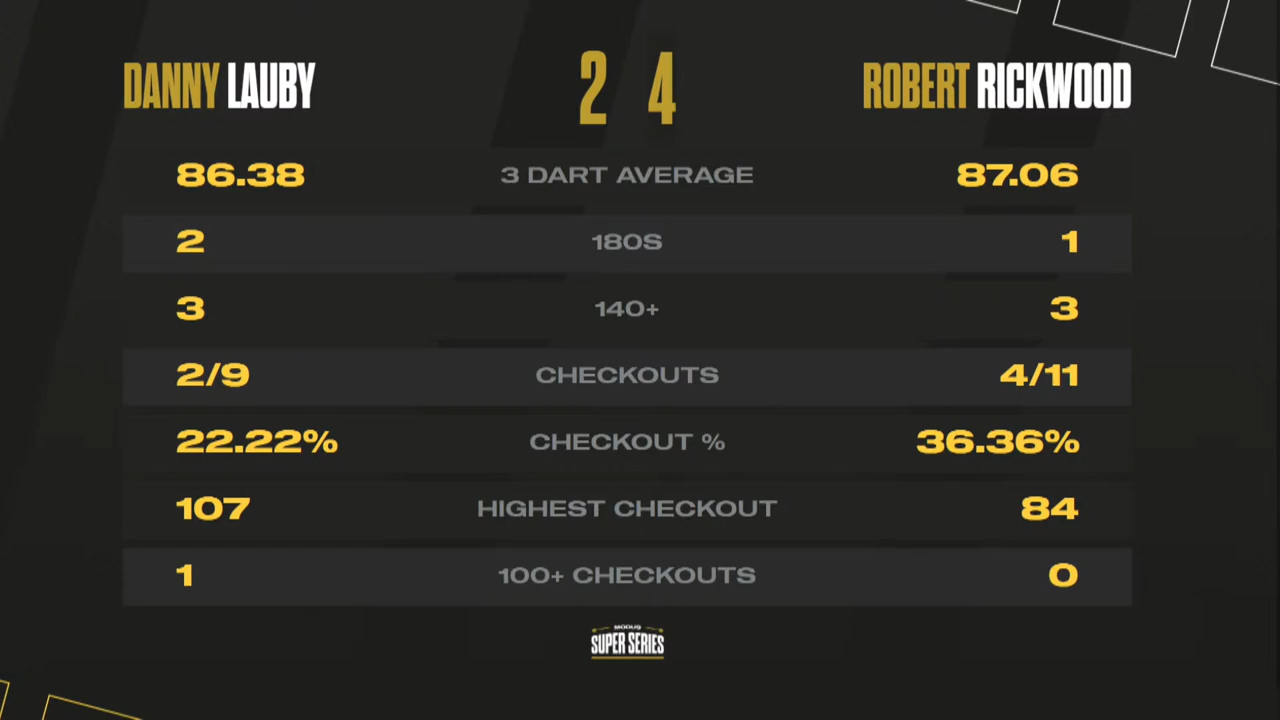 DANNY LAUBY 2 4 ROBERT RICKWOOD
86.38 3 DART AVERAGE 87.06
2 180S 1
3 140+ 3
2/9 CHECKOUTS 4/11
22.22% CHECKOUT % 36.36%
107 HIGHEST CHECKOUT 84
1 100+ CHECKOUTS 0
MODUS
SUPER SERIES